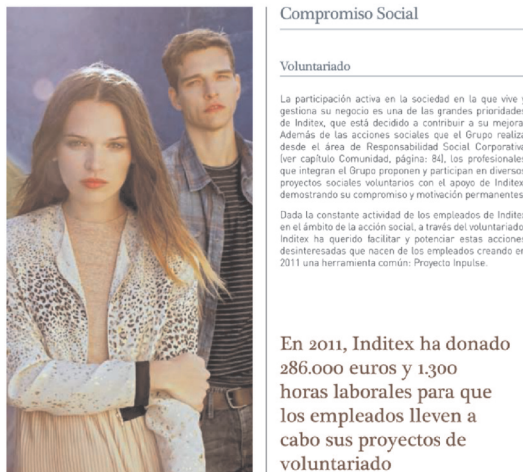 Compromiso Social
Voluntariado
La participación activa en la sociedad en la que vive y
gestiona su negocio es una de las grandes prioridades
de Inditex, que está decidido a contribuir a su mejora.
Además de las acciones sociales que el Grupo realiza
desde el área de Responsabilidad Social Corporativa
(ver capítulo Comunidad, página: 84), los profesionales
que integran el Grupo proponen y participan en diversos
proyectos sociales voluntarios con el apoyo de Inditex
demostrando su compromiso y motivación permanentes.
Dada la constante actividad de los empleados de Inditex
en el ámbito de la acción social, a través del voluntariado,
Inditex ha querido facilitar y potenciar estas acciones
desinteresadas que nacen de los empleados creando en
2011 una herramienta común: Proyecto Inpulse.
En 2011, Inditex ha donado
286.000 euros y 1.300
horas laborales para que
los empleados lleven a
cabo sus proyectos de
voluntariado